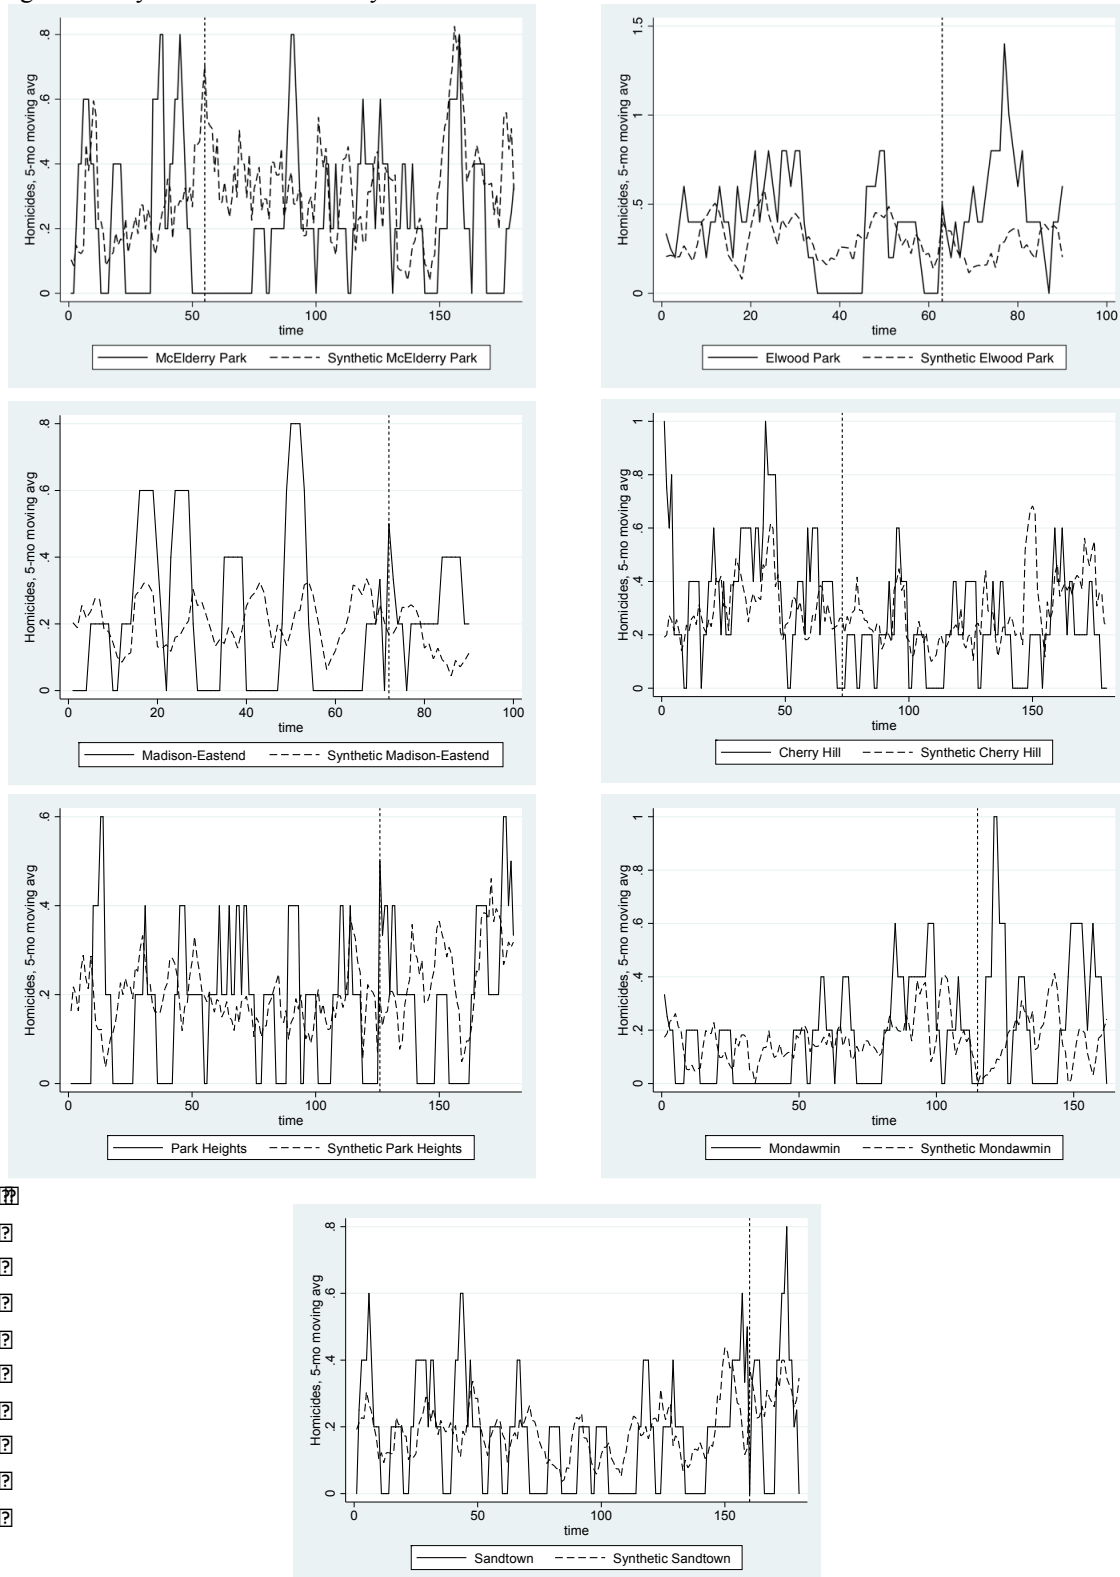 .8
.6
.4
.2
0
Homicides, 5-mo moving avg
0 50 100 150
time
McElderry Park Synthetic McElderry Park
1.5
1
.5
0
Homicides, 5-mo moving avg
0 20 40 60 80 100
time
Elwood Park Synthetic Elwood Park
.8
.6
.4
.2
0
Homicides, 5-mo moving avg
0 20 40 60 80 100
time
Madison-Eastend Synthetic Madison-Eastend
1
.8
.6
.4
.2
0
Homicides, 5-mo moving avg
0 50 100 150
time
Cherry Hill Synthetic Cherry Hill
.6
.4
.2
0
Homicides, 5-mo moving avg
0 50 100 150
time
Park Heights Synthetic Park Heights
1
.8
.6
.4
.2
0
Homicides, 5-mo moving avg
0 50 100 150
time
Mondawmin Synthetic Mondawmin
.8
.6
.4
.2
0
Homicides, 5-mo moving avg
0 50 100 150
time
Sandtown Synthetic Sandtown